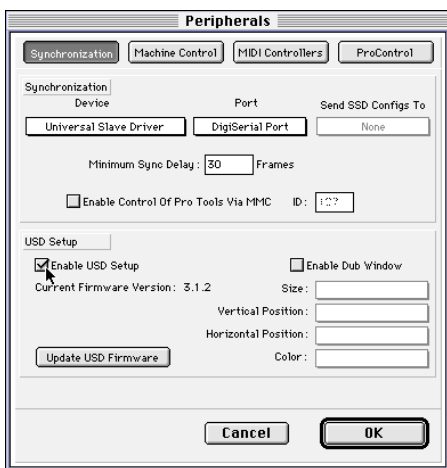 Peripherals
Synchronization Machine Control MIDI Controllers ProControl
Synchronization
Device Port Send SSD Configs To
Universal Slave Driver DigiSerial Port None
Minimum Sync Delay: 30 Frames
Enable Control Of Pro Tools Via MMC ID: 127
USD Setup
Enable USD Setup Enable Dub Window
Current Firmware Version: 3.1.2 Size:
Vertical Position:
Horizontal Position:
Update USD Firmware Color:
Cancel OK